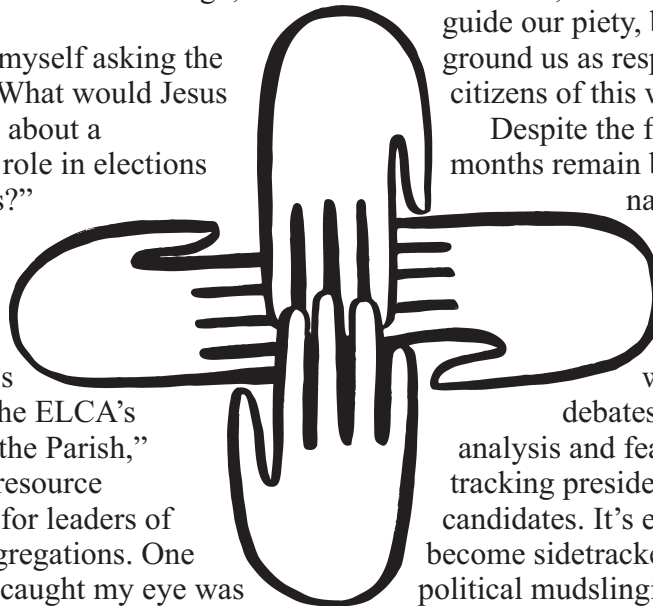 myself asking the
What would Jesus
about a
role in elections
s?”
s
he ELCA’s
the Parish,”
resource
for leaders of
gregations. One
caught my eye was
guide our piety, b
ground us as resp
citizens of this w
Despite the f
months remain b
na
w
debates
analysis and fea
tracking preside
candidates. It’s e
become sidetracke
political mudslingi